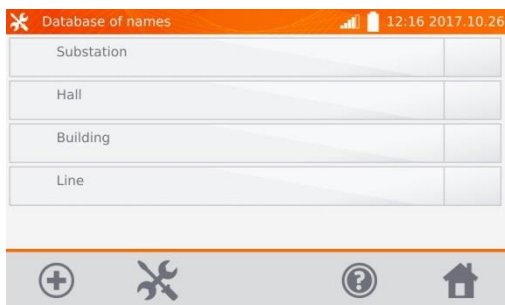 Database of names 12:16 2017.10.26
Substation
Hall
Building
Line